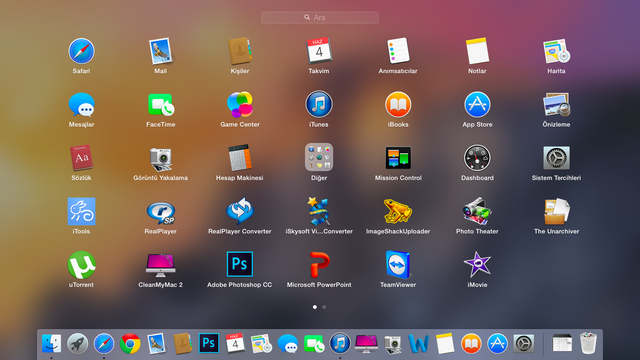 Ara
Safari
Mail
HAZ
4
Kişiler
Takvim
Anımsatıcılar
Notlar
Harita
Mesajlar
FaceTime
Game Center
iTunes
iBooks
App Store
Önizleme
Aa
Sözlük
Görüntü Yakalama
Hesap Makinesi
Diğer
Mission Control
Dashboard
Sistem Tercihleri
SP
iTools
RealPlayer
RealPlayer Converter
iSkysoft Vi...Converter
ImageShackUploader
Photo Theater
The Unarchiver
Ps
uTorrent
CleanMyMac 2
Adobe Photoshop CC
Microsoft PowerPoint
TeamViewer
iMovie
Ps
HAZ
4